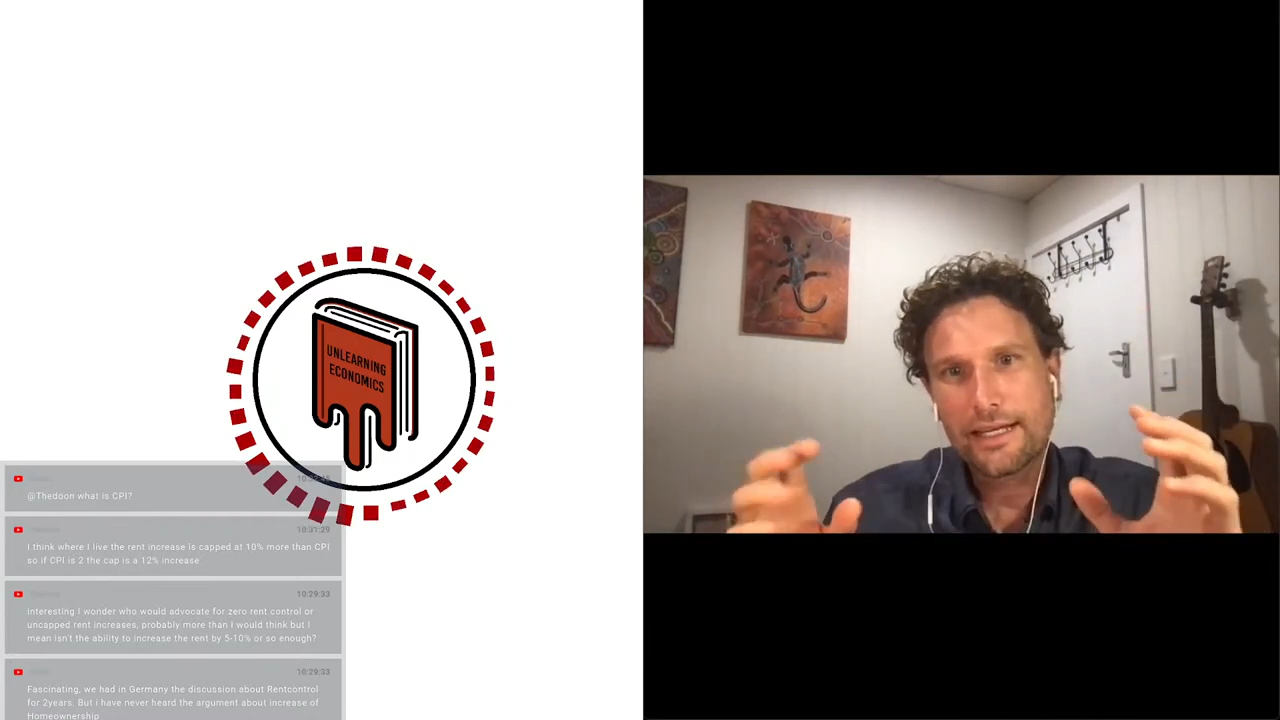 UNLEARNING
ECONOMICS
@Thedoon what is CPI?
10:31:29
I think where I live the rent increase is capped at 10% more than CPI
so if CPI is 2 the cap is a 12% increase
10:29:33
Interesting I wonder who would advocate for zero rent control or
uncapped rent increases, probably more than I would think but I
mean isn't the ability to increase the rent by 5-10% or so enough?
10:29:33
Fascinating, we had in Germany the discussion about Rentcontrol
for 2years. But i have never heard the argument about increase of
Homeownership